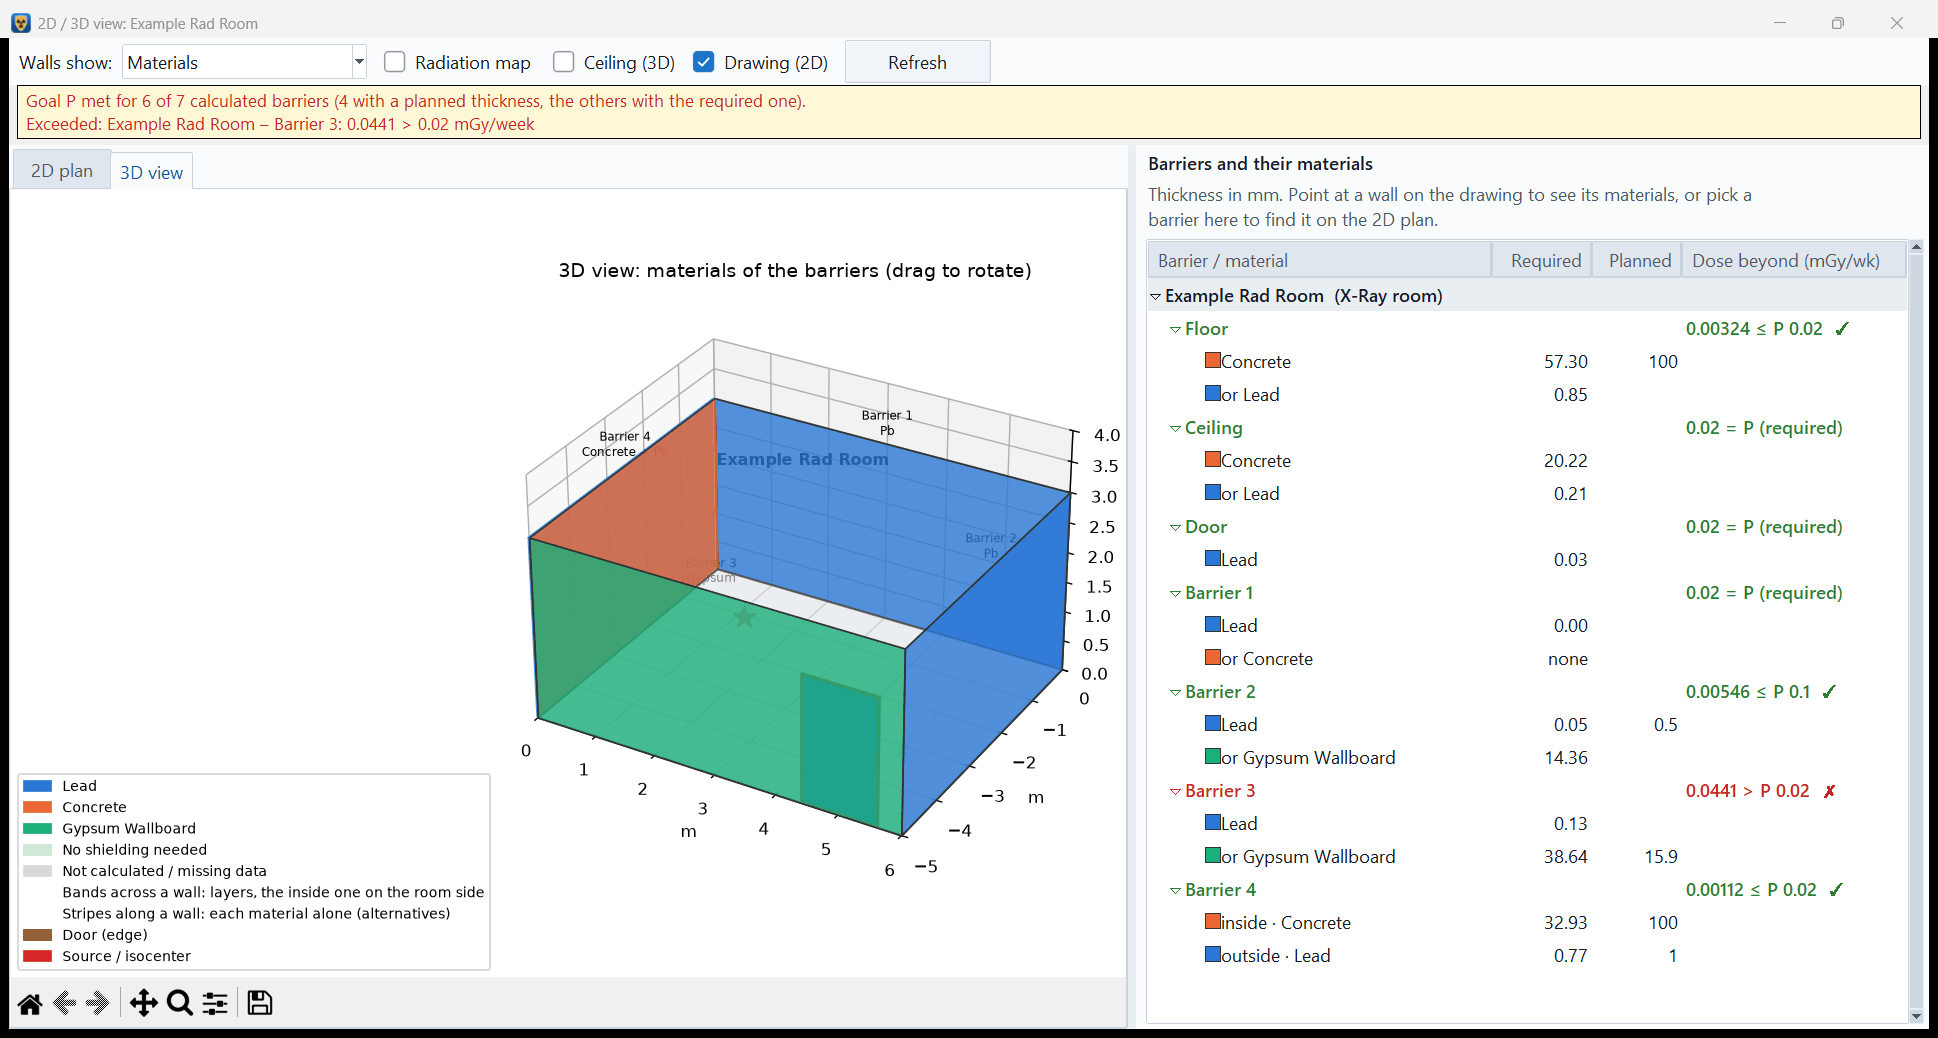 2D / 3D view: Example Rad Room
Walls show: Materials Radiation map Ceiling (3D) Drawing (2D) Refresh
Goal P met for 6 of 7 calculated barriers (4 with a planned thickness, the others with the required one).
Exceeded: Example Rad Room – Barrier 3: 0.0441 > 0.02 mGy/week
2D plan 3D view
3D view: materials of the barriers (drag to rotate)
Barrier 1
Pb
Barrier 4
Concrete Pb
Example Rad Room
Barrier 2
Pb
Barrier 3
Gypsum
4.0
3.5
3.0
2.5
2.0
1.5
1.0
0.5
0.0
0
−1
−2
−3
−4
−5
m
0
1
2
3
4
5
6
m
Lead
Concrete
Gypsum Wallboard
No shielding needed
Not calculated / missing data
Bands across a wall: layers, the inside one on the room side
Stripes along a wall: each material alone (alternatives)
Door (edge)
Source / isocenter
Barriers and their materials
Thickness in mm. Point at a wall on the drawing to see its materials, or pick a
barrier here to find it on the 2D plan.
Barrier / material Required Planned Dose beyond (mGy/wk)
Example Rad Room (X-Ray room)
Floor 0.00324 ≤ P 0.02 ✓
Concrete 57.30 100
or Lead 0.85
Ceiling 0.02 = P (required)
Concrete 20.22
or Lead 0.21
Door 0.02 = P (required)
Lead 0.03
Barrier 1 0.02 = P (required)
Lead 0.00
or Concrete none
Barrier 2 0.00546 ≤ P 0.1 ✓
Lead 0.05 0.5
or Gypsum Wallboard 14.36
Barrier 3 0.0441 > P 0.02 ✗
Lead 0.13
or Gypsum Wallboard 38.64 15.9
Barrier 4 0.00112 ≤ P 0.02 ✓
inside · Concrete 32.93 100
outside · Lead 0.77 1